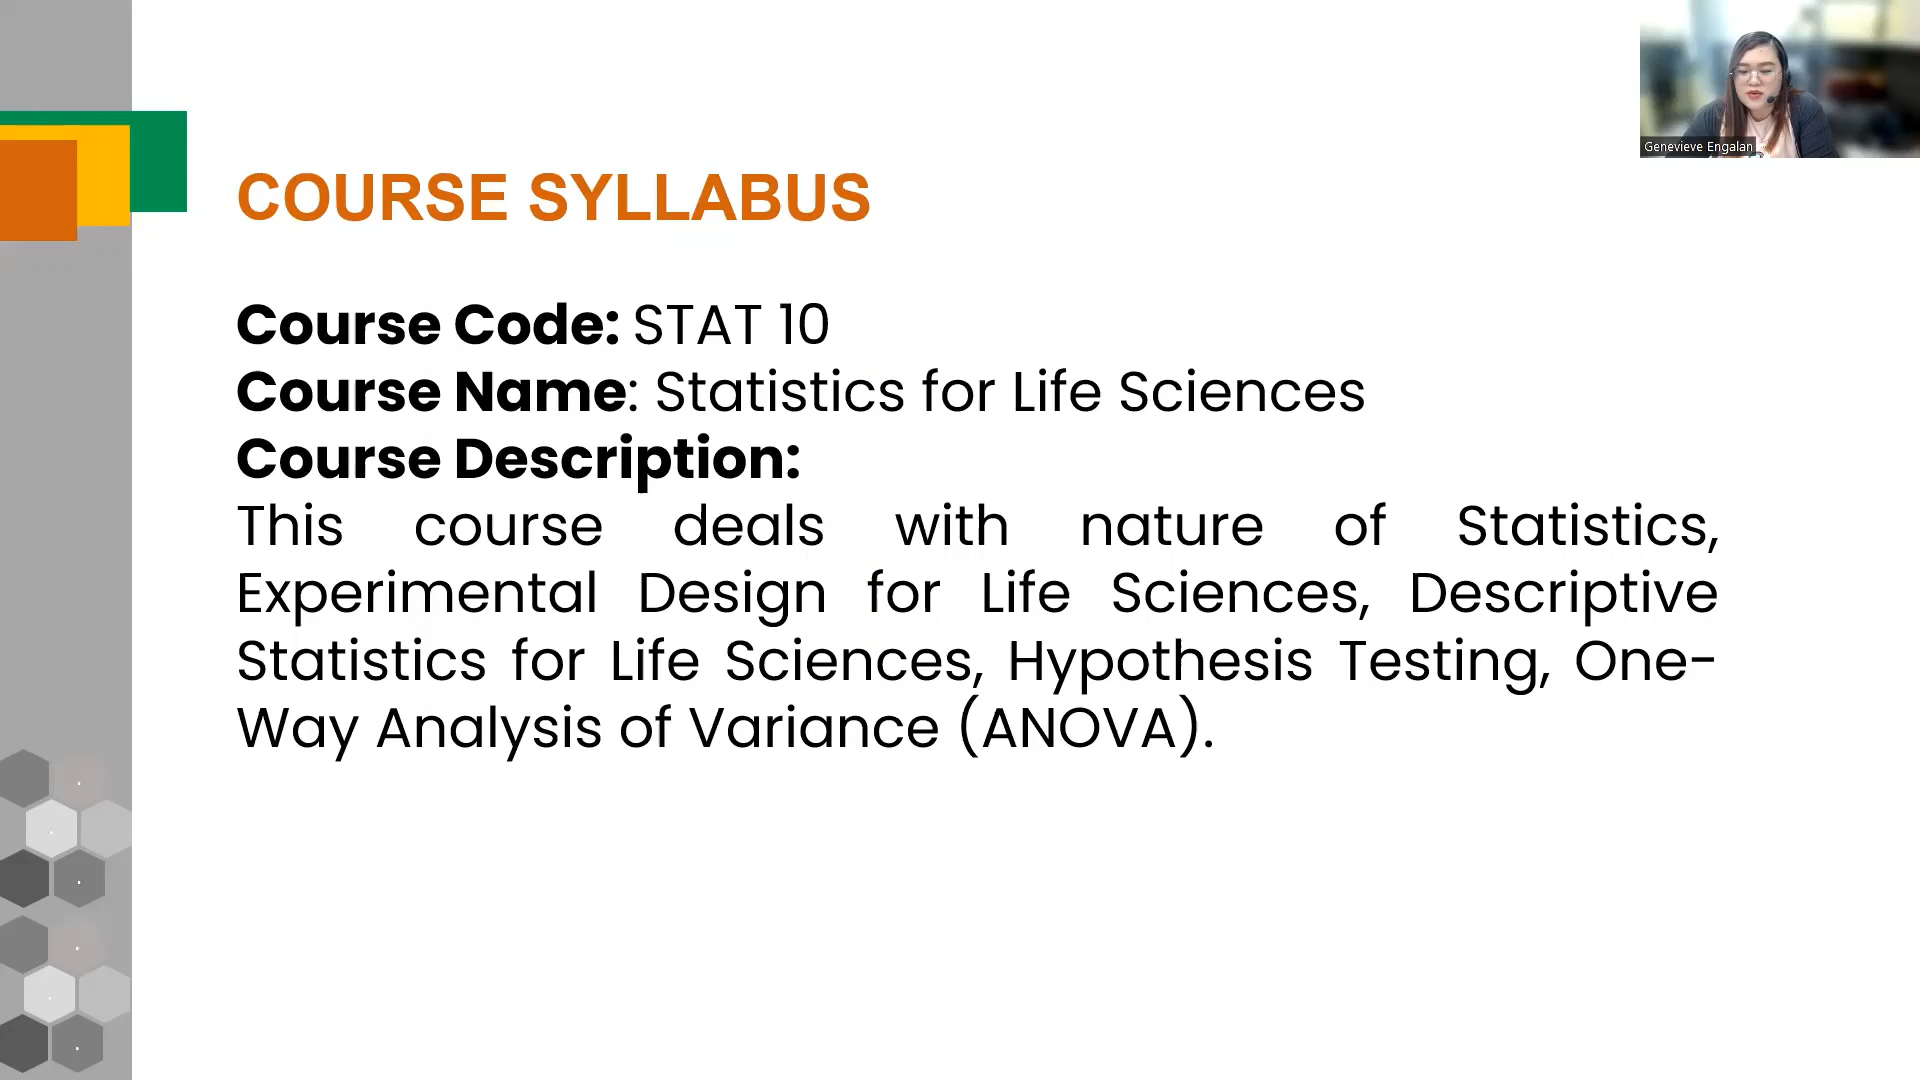 Genevieve Engalan
COURSE SYLLABUS
Course Code: STAT 10
Course Name: Statistics for Life Sciences
Course Description:
This course deals with nature of Statistics,
Experimental Design for Life Sciences, Descriptive
Statistics for Life Sciences, Hypothesis Testing, One-
Way Analysis of Variance (ANOVA).